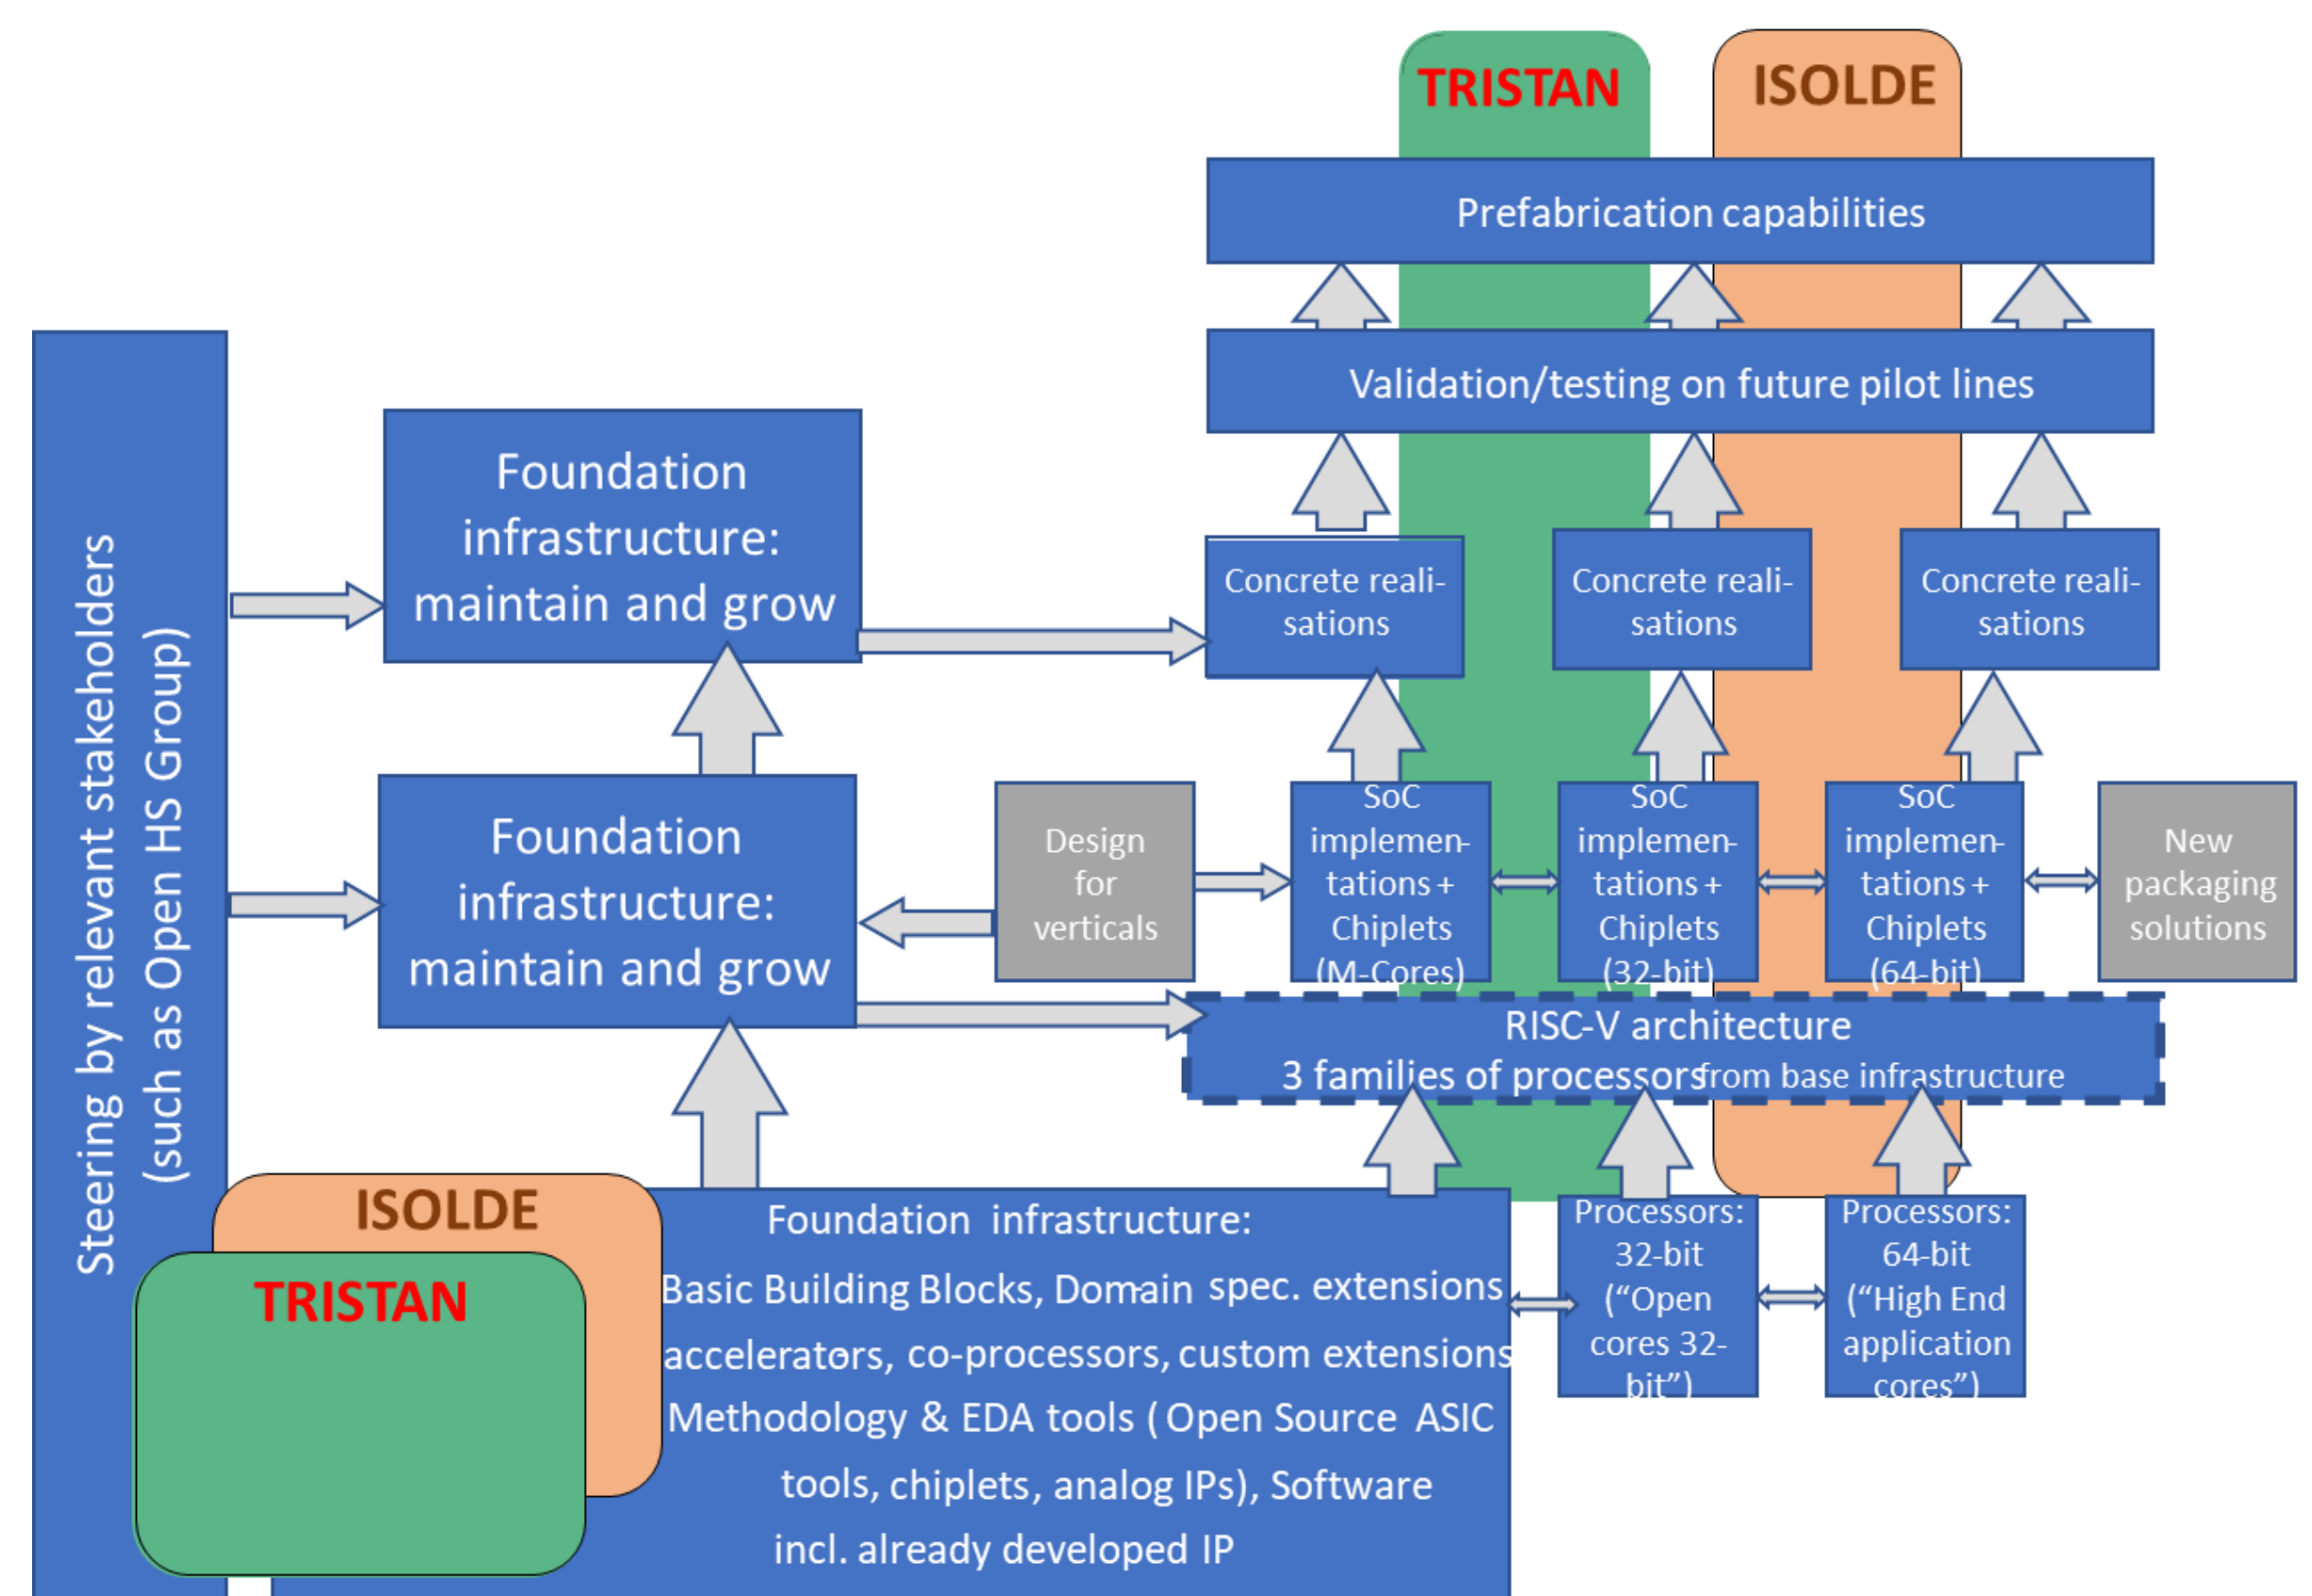 TRISTAN
ISOLDE
Prefabrication capabilities
Validation/testing on future pilot lines
Steering by relevant stakeholders
(such as Open HS Group)
Foundation
infrastructure:
maintain and grow
Concrete reali-
sations
Concrete reali-
sations
Concrete reali-
sations
Foundation
infrastructure:
maintain and grow
Design
for
verticals
SoC
implemen-
tations +
Chiplets
(M-Cores)
SoC
implemen-
tations +
Chiplets
(32-bit)
SoC
implemen-
tations +
Chiplets
(64-bit)
New
packaging
solutions
RISC-V architecture
3 families of processors from base infrastructure
ISOLDE
TRISTAN
Foundation infrastructure:
Basic Building Blocks, Domain spec. extensions
accelerators, co-processors, custom extensions
Methodology & EDA tools (Open Source ASIC
tools, chiplets, analog IPs), Software
incl. already developed IP
Processors:
32-bit
(“Open
cores 32-
bit”)
Processors:
64-bit
(“High End
application
cores”)